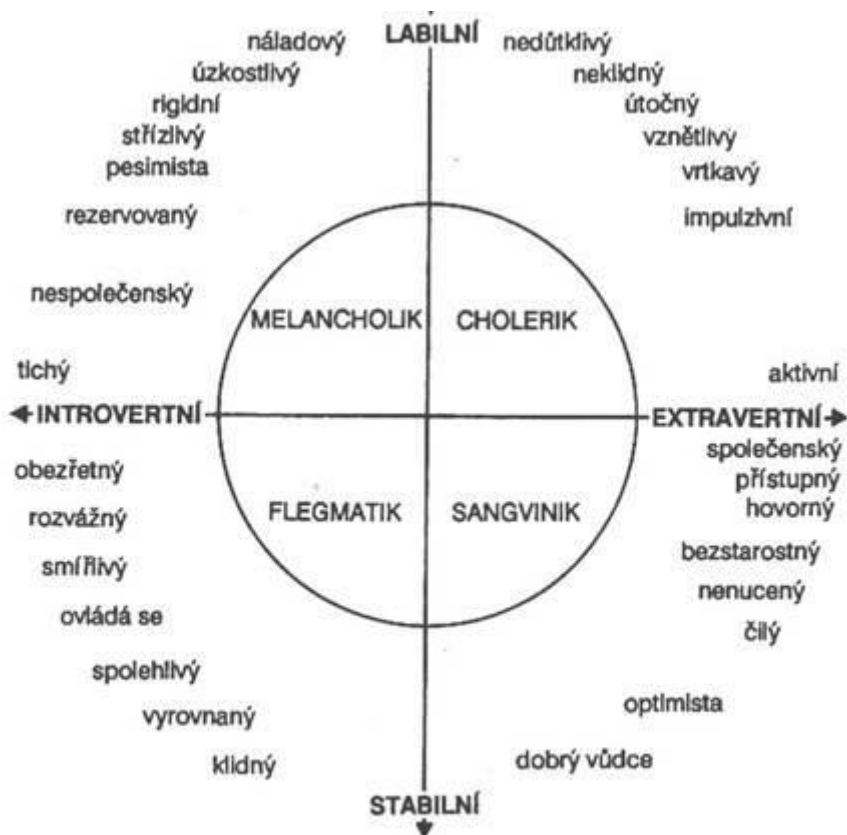 LABILNÍ
náladový
úzkostlivý
rigidní
střízlivý
pesimista
rezervovaný
nespolečenský
tichý
nedůtklivý
neklidný
útočný
vznětlivý
vrtkavý
impulzivní
aktivní
MELANCHOLIK
CHOLERIK
INTROVERTNÍ
EXTRAVERTNÍ
FLEGMATIK
SANGVINIK
obezřetný
rozvážný
smířlivý
ovládá se
spolehlivý
vyrovnaný
klidný
společenský
přístupný
hovorný
bezstarostný
nenucený
čilý
optimista
dobrý vůdce
STABILNÍ